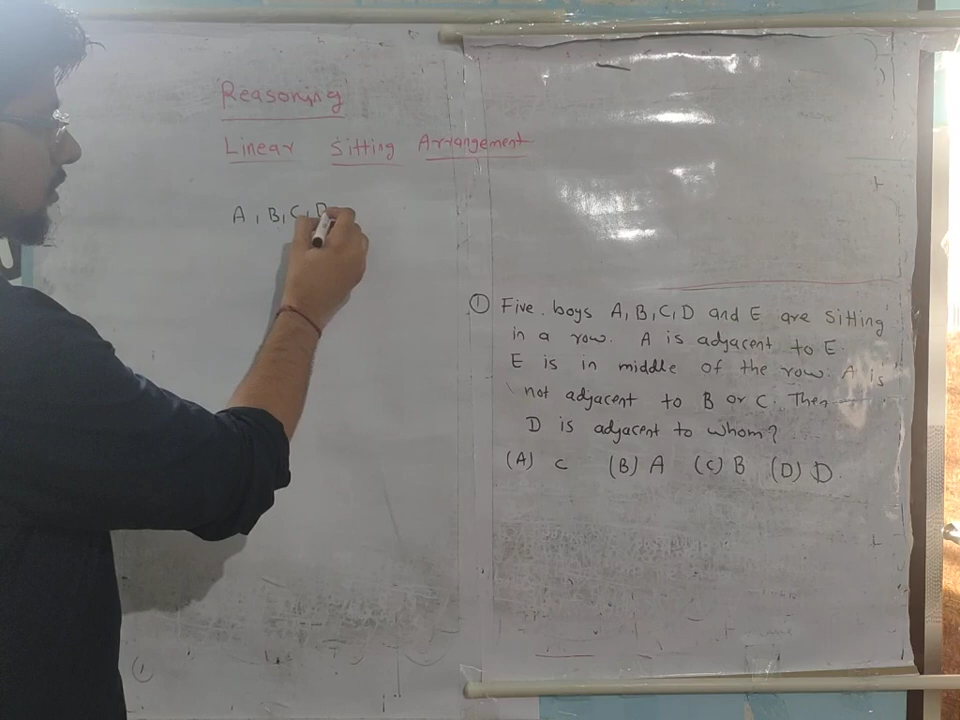 Reasoning
Linear Sitting Arrangement
A, B, C, D
① Five boys A, B, C, D and E are sitting
in a row. A is adjacent to E.
E is in middle of the row. A is
not adjacent to B or C. Then
D is adjacent to whom?
(A) C (B) A (C) B (D) D.